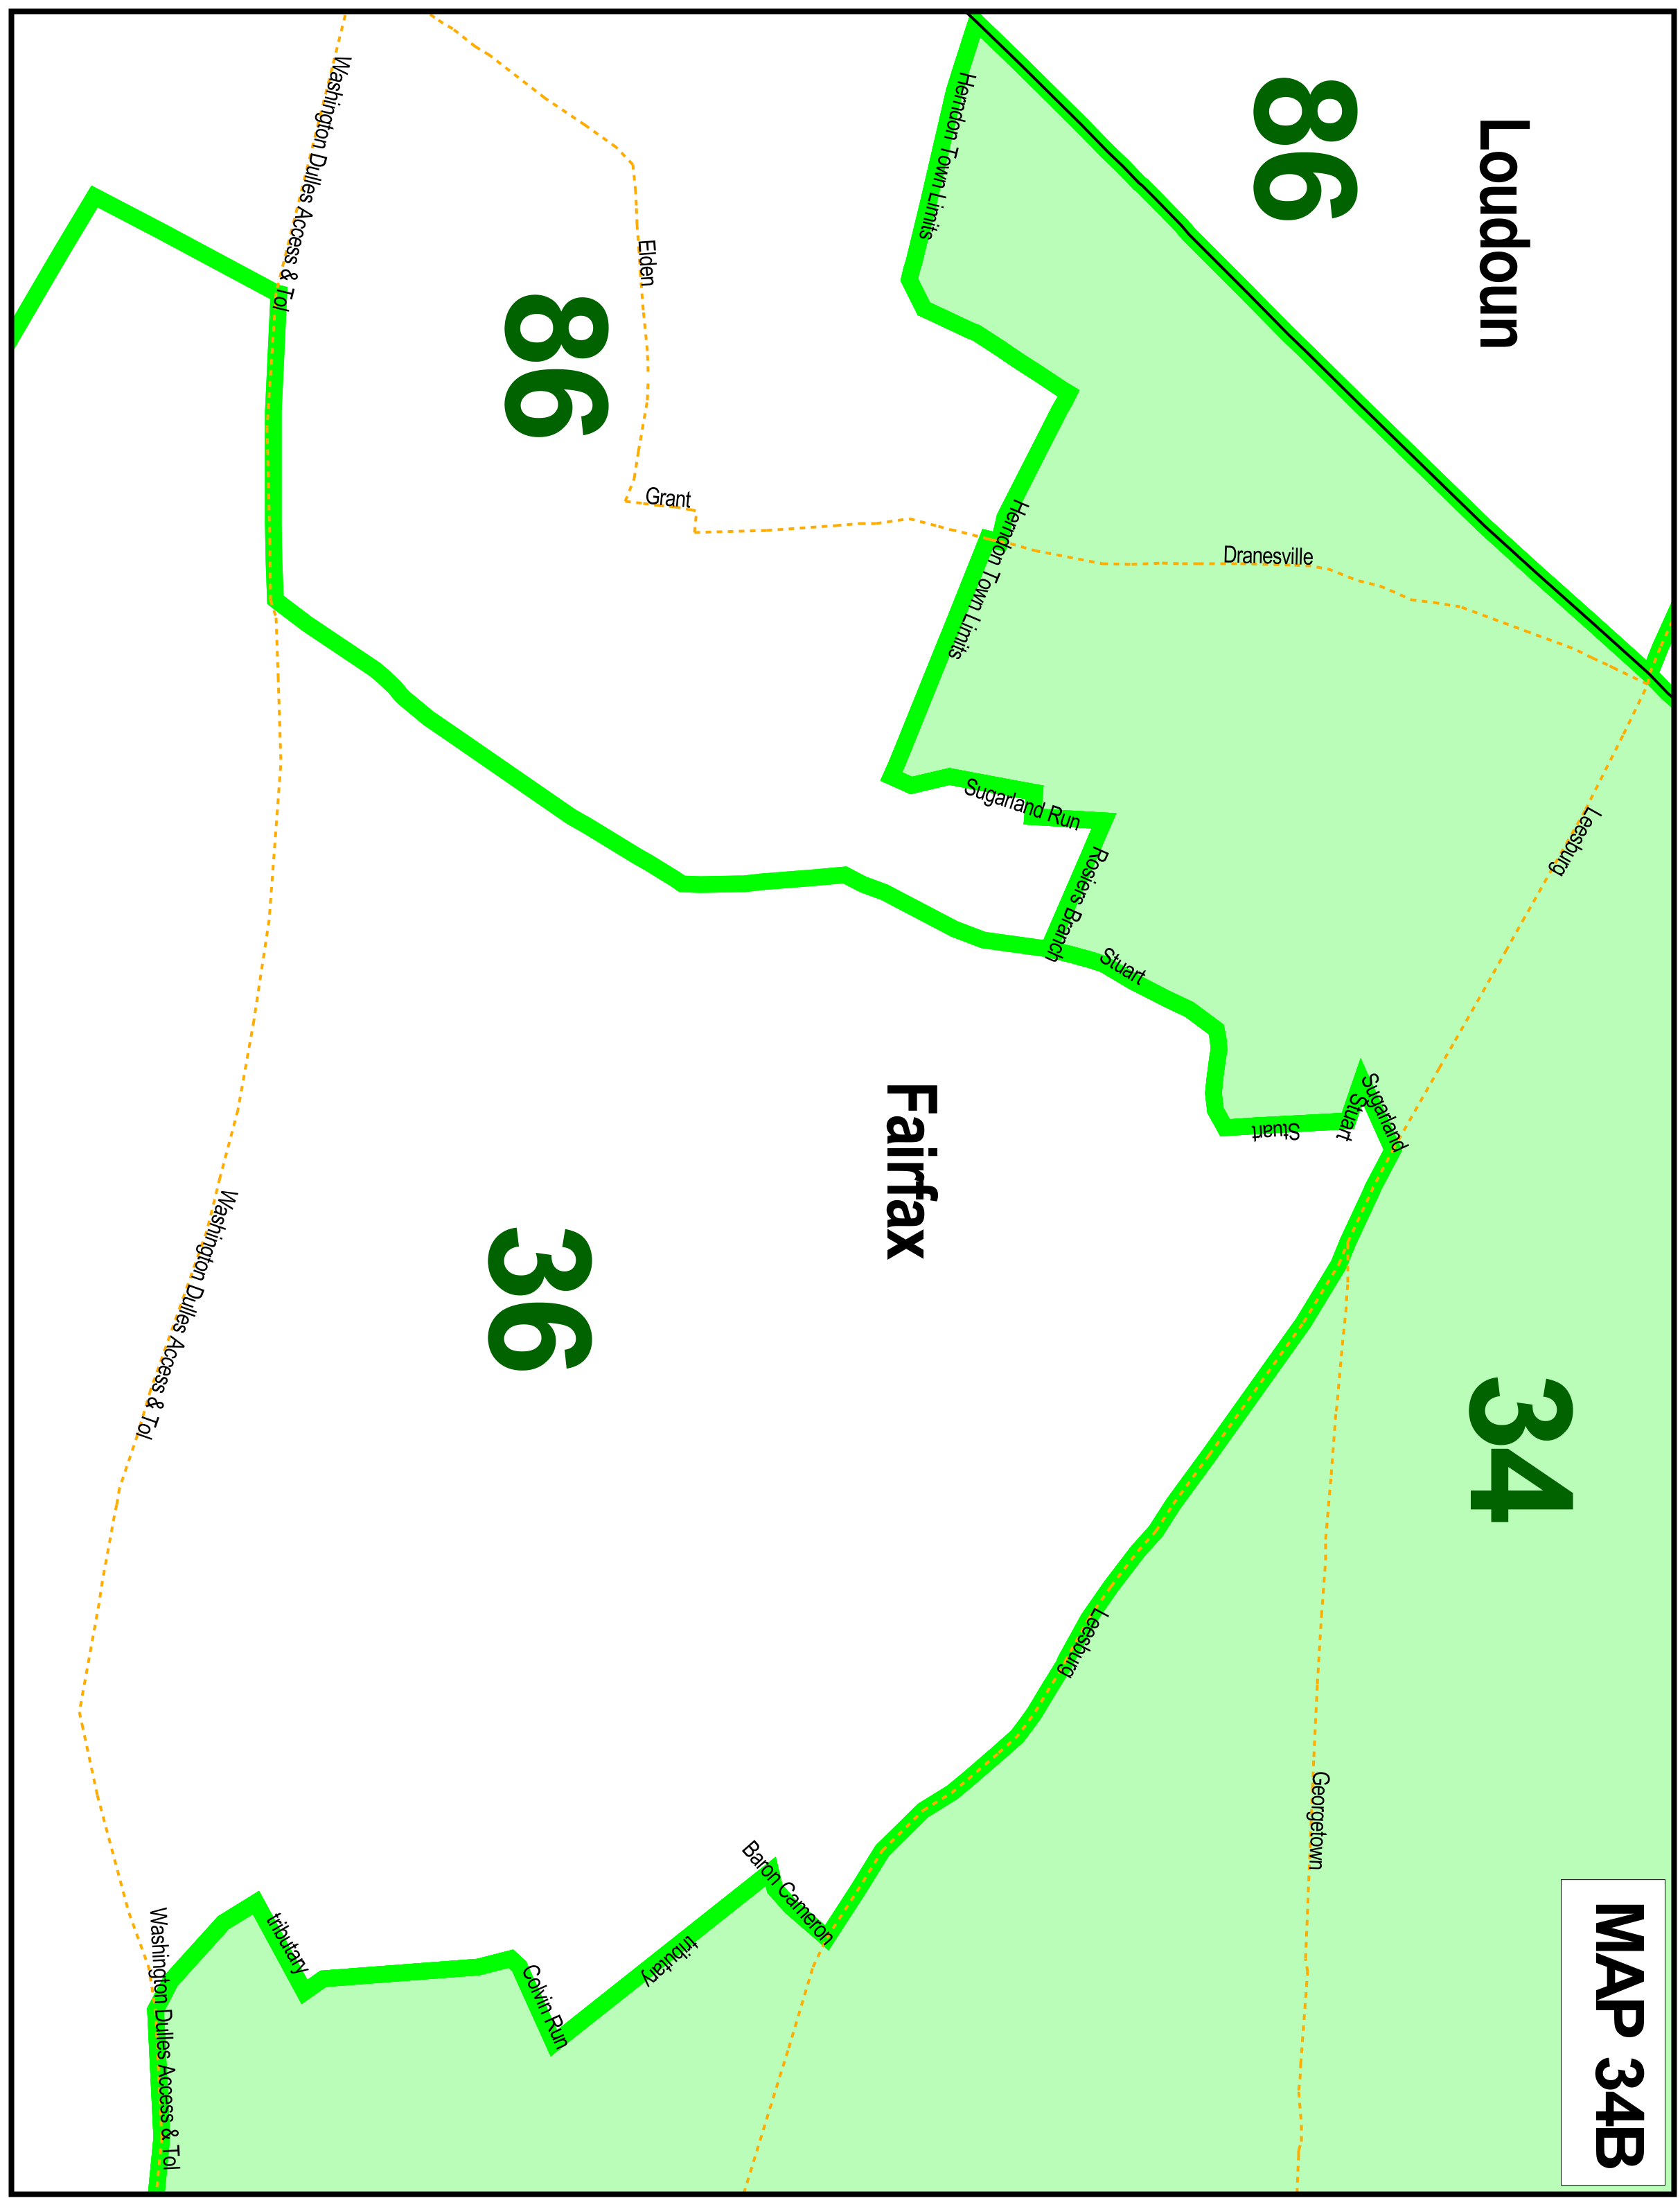 MAP 34B
Loudoun
86
34
Leesburg
Dranesville
Georgetown
Herndon Town Limits
Herndon Town Limits
Sugarland Run
Rosiers Branch
Stuart
Sugarland
Stuart
Stuart
Fairfax
Leesburg
Elden
86
Grant
36
Baron Cameron
tributary
Colvin Run
tributary
Washington Dulles Access & Tol
Washington Dulles Access & Tol
Washington Dulles Access & Tol